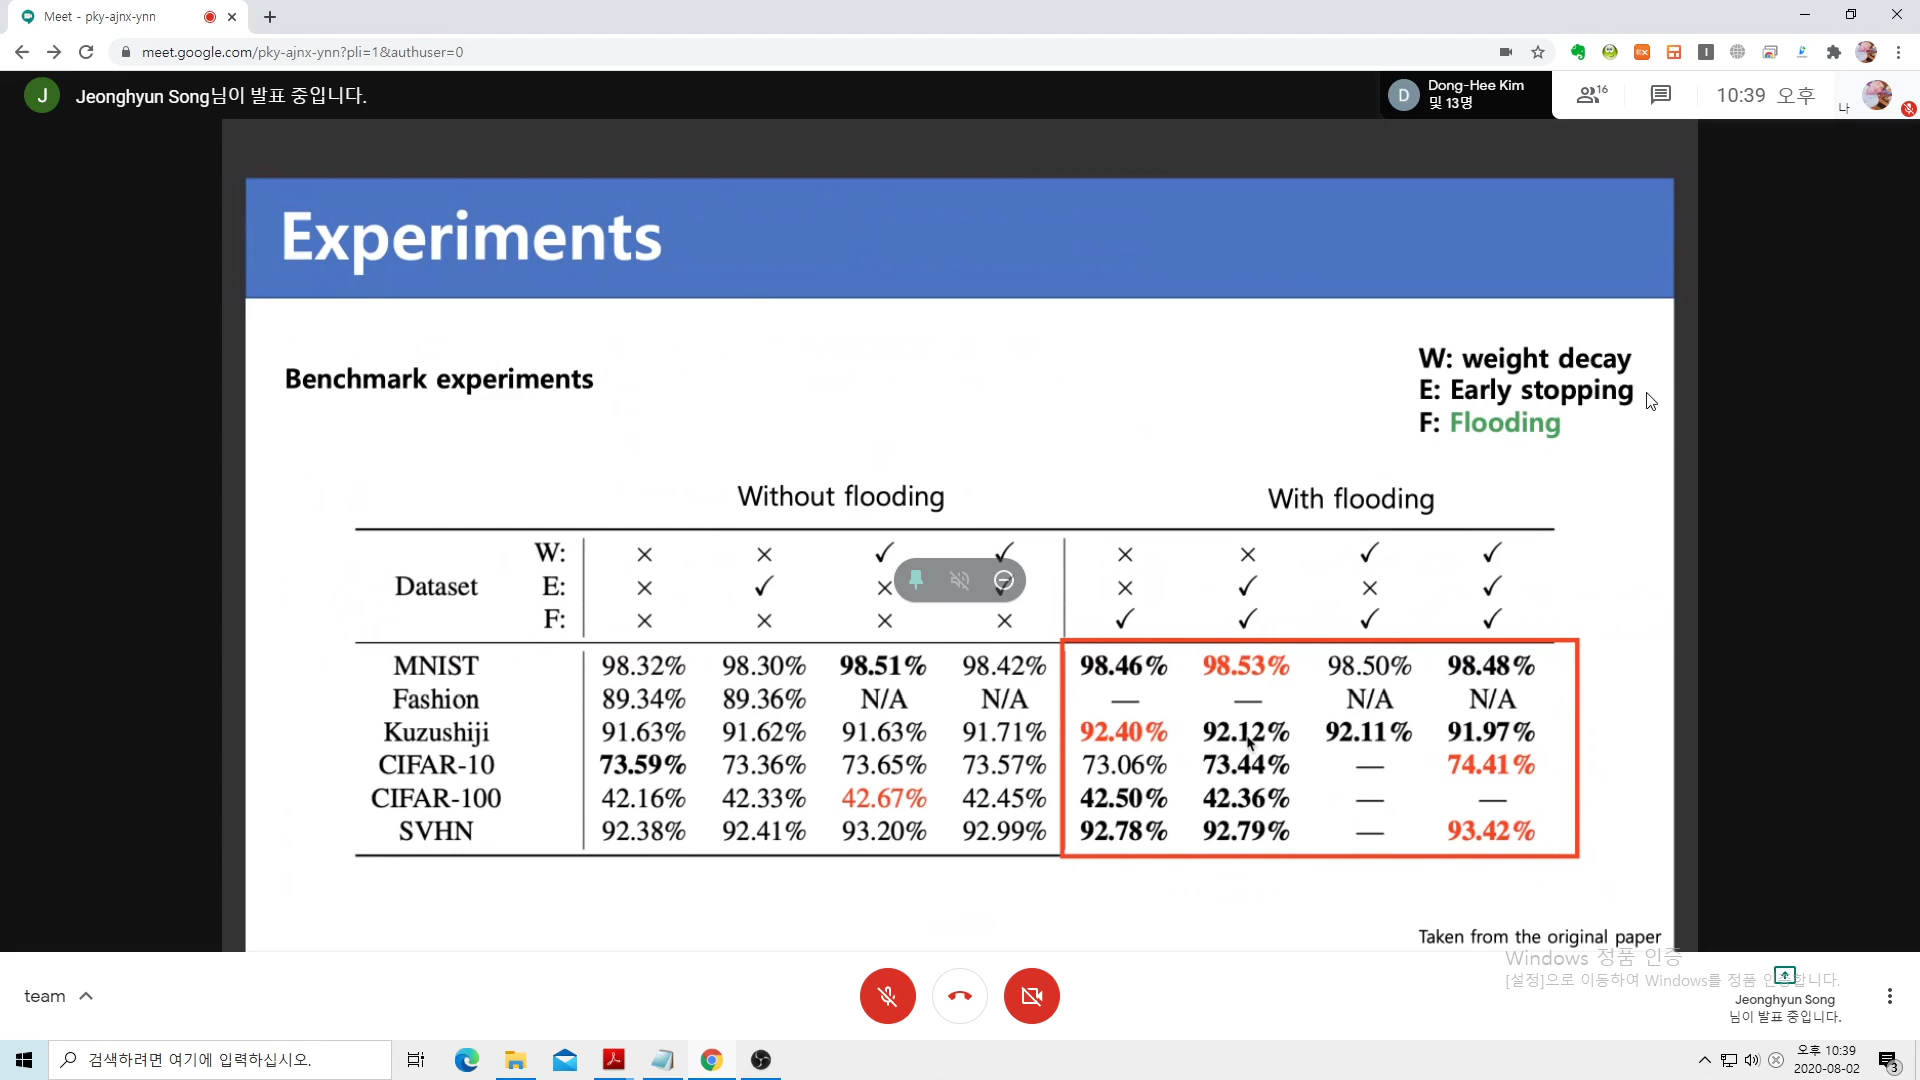 Meet - pky-ajnx-ynn
meet.google.com/pky-ajnx-ynn?pli=1&authuser=0
J
Jeonghyun Song님이 발표 중입니다.
D
Dong-Hee Kim
및 13명
16
10:39 오후
나
Experiments
Benchmark experiments
W: weight decay
E: Early stopping
F: Flooding
Without flooding With flooding
W: × × ✓ ✓ × × ✓ ✓
Dataset E: × ✓ × ✓ × ✓ × ✓
F: × × × × ✓ ✓ ✓ ✓
MNIST 98.32% 98.30% 98.51% 98.42% 98.46% 98.53% 98.50% 98.48%
Fashion 89.34% 89.36% N/A N/A — — N/A N/A
Kuzushiji 91.63% 91.62% 91.63% 91.71% 92.40% 92.12% 92.11% 91.97%
CIFAR-10 73.59% 73.36% 73.65% 73.57% 73.06% 73.44% — 74.41%
CIFAR-100 42.16% 42.33% 42.67% 42.45% 42.50% 42.36% — —
SVHN 92.38% 92.41% 93.20% 92.99% 92.78% 92.79% — 93.42%
Taken from the original paper
Windows 정품 인증
[설정]으로 이동하여 Windows를 정품 인증합니다.
team
Jeonghyun Song
님이 발표 중입니다.
검색하려면 여기에 입력하십시오.
오후 10:39
2020-08-02
3